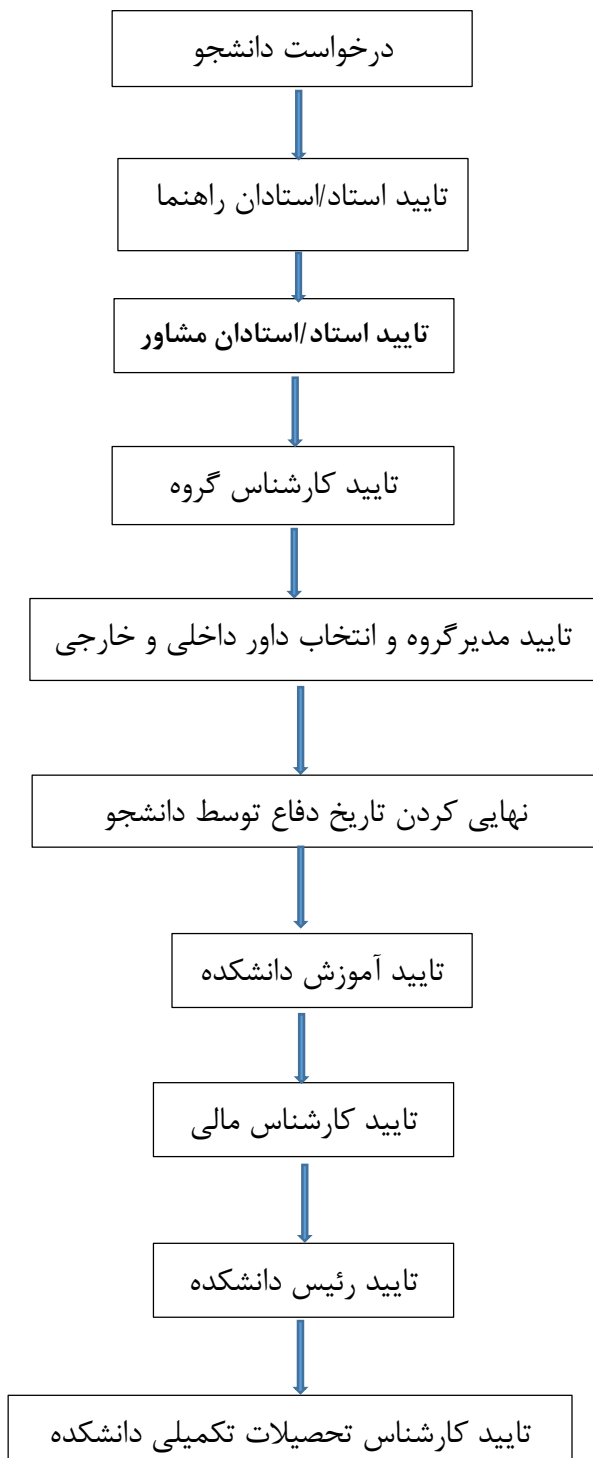 درخواست دانشجو
تایید استاد/استادان راهنما
تایید استاد/استادان مشاور
تایید کارشناس گروه
تایید مدیرگروه و انتخاب داور داخلی و خارجی
نهایی کردن تاریخ دفاع توسط دانشجو
تایید آموزش دانشکده
تایید کارشناس مالی
تایید رئیس دانشکده
تایید کارشناس تحصیلات تکمیلی دانشکده